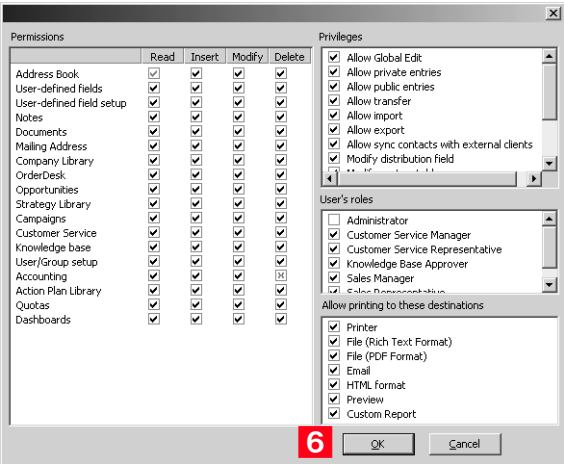 Permissions
Read Insert Modify Delete
Address Book
User-defined fields
User-defined field setup
Notes
Documents
Mailing Address
Company Library
OrderDesk
Opportunities
Strategy Library
Campaigns
Customer Service
Knowledge base
User/Group setup
Accounting
Action Plan Library
Quotas
Dashboards
Privileges
Allow Global Edit
Allow private entries
Allow public entries
Allow transfer
Allow import
Allow export
Allow sync contacts with external clients
Modify distribution field
User's roles
Administrator
Customer Service Manager
Customer Service Representative
Knowledge Base Approver
Sales Manager
Sales Representative
Allow printing to these destinations
Printer
File (Rich Text Format)
File (PDF Format)
Email
HTML format
Preview
Custom Report
6 OK Cancel